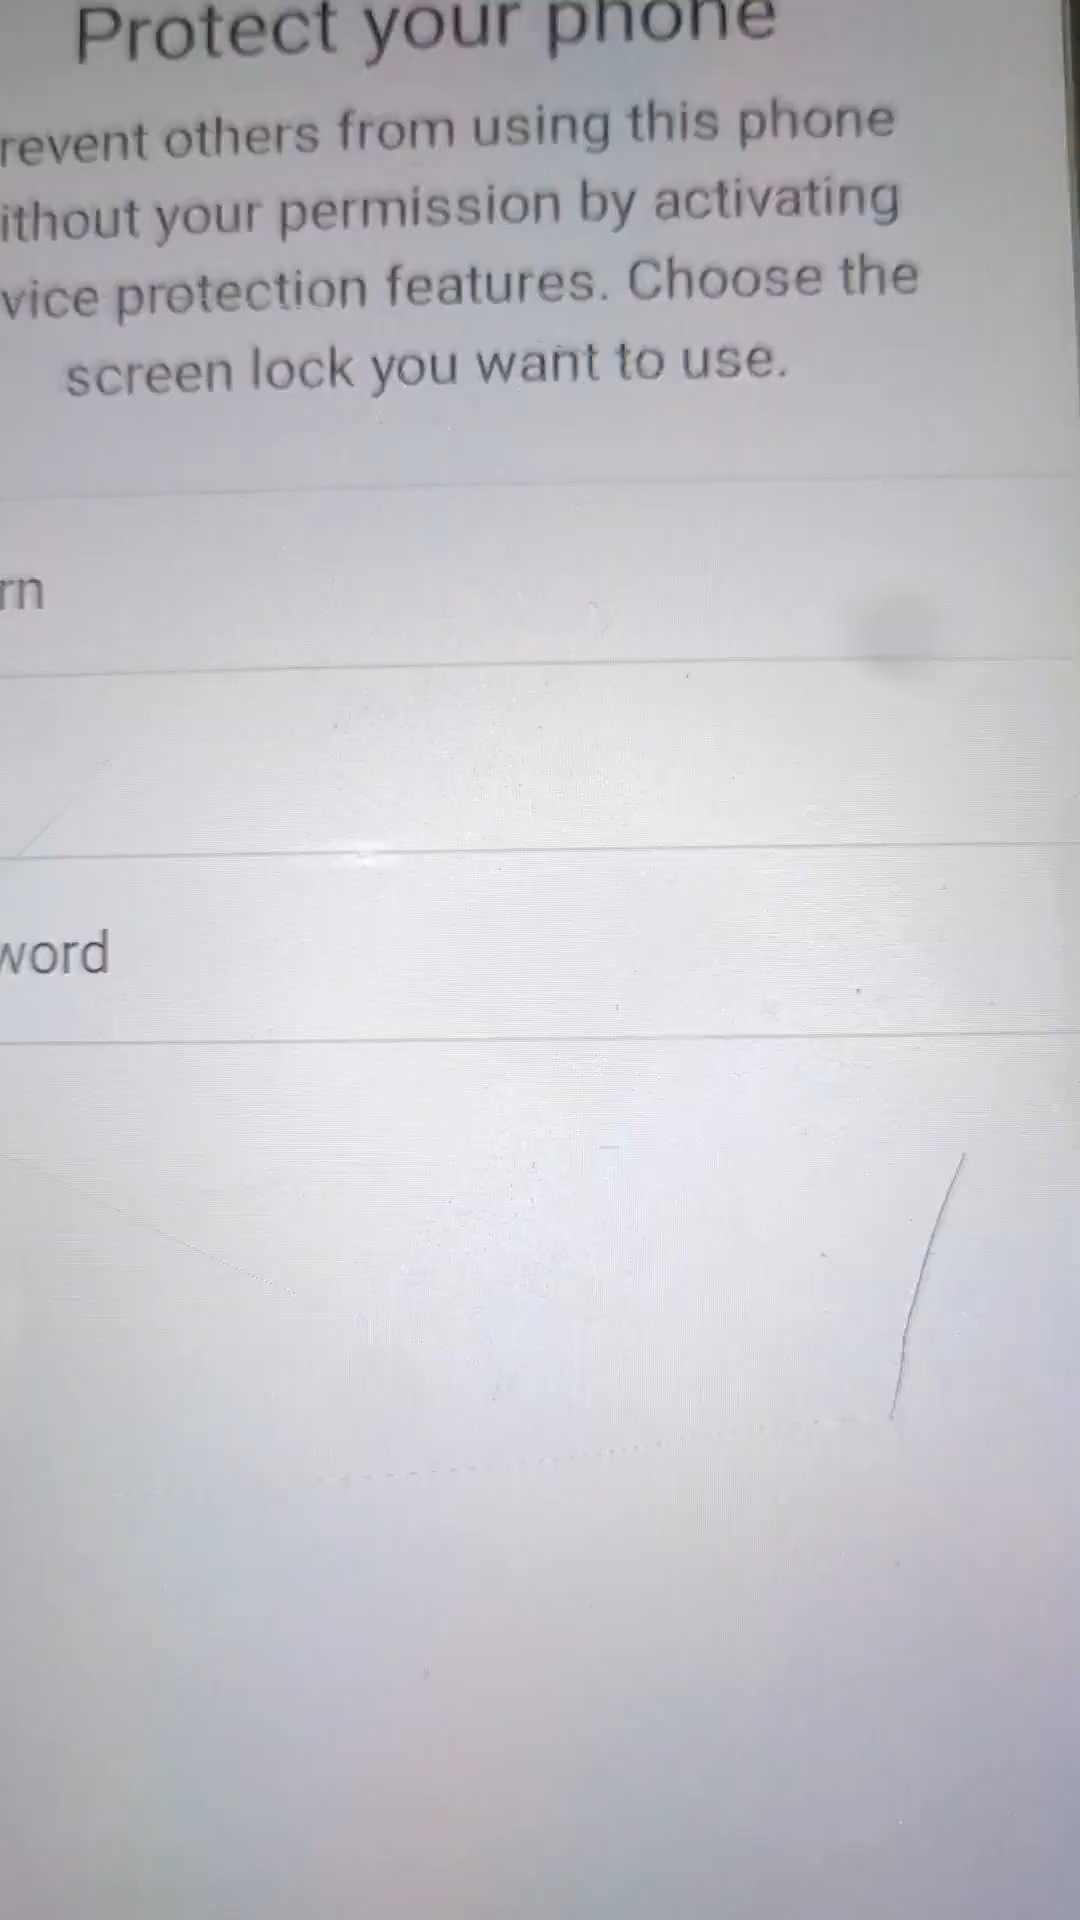 Protect your phone
revent others from using this phone
ithout your permission by activating
vice protection features. Choose the
screen lock you want to use.
rn
word